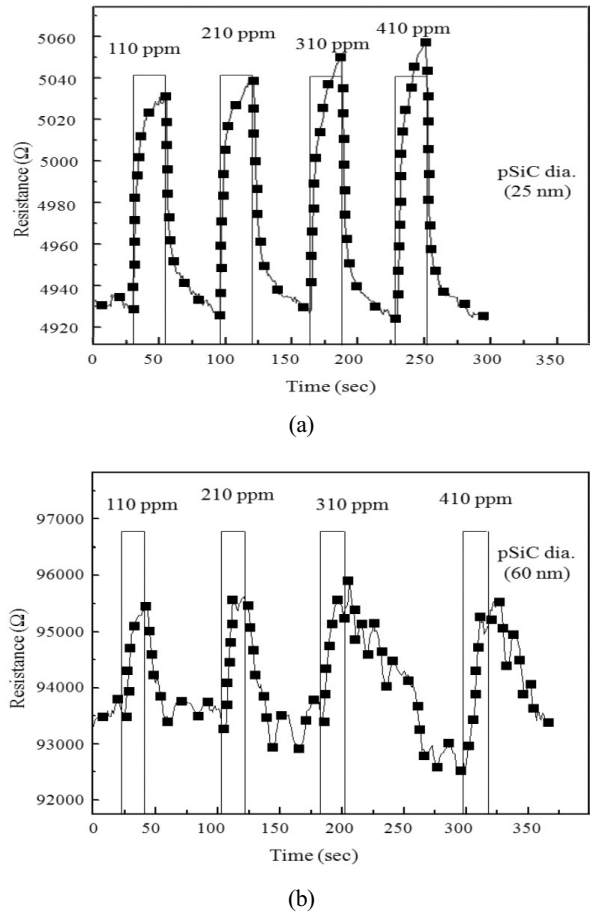 110 ppm 210 ppm 310 ppm 410 ppm
5060
5040
5020
5000
4980
4960
4940
4920
Resistance (Ω)
pSiC dia.
(25 nm)
0 50 100 150 200 250 300 350
Time (sec)
(a)
110 ppm 210 ppm 310 ppm 410 ppm
97000
96000
95000
94000
93000
92000
Resistance (Ω)
pSiC dia.
(60 nm)
0 50 100 150 200 250 300 350
Time (sec)
(b)